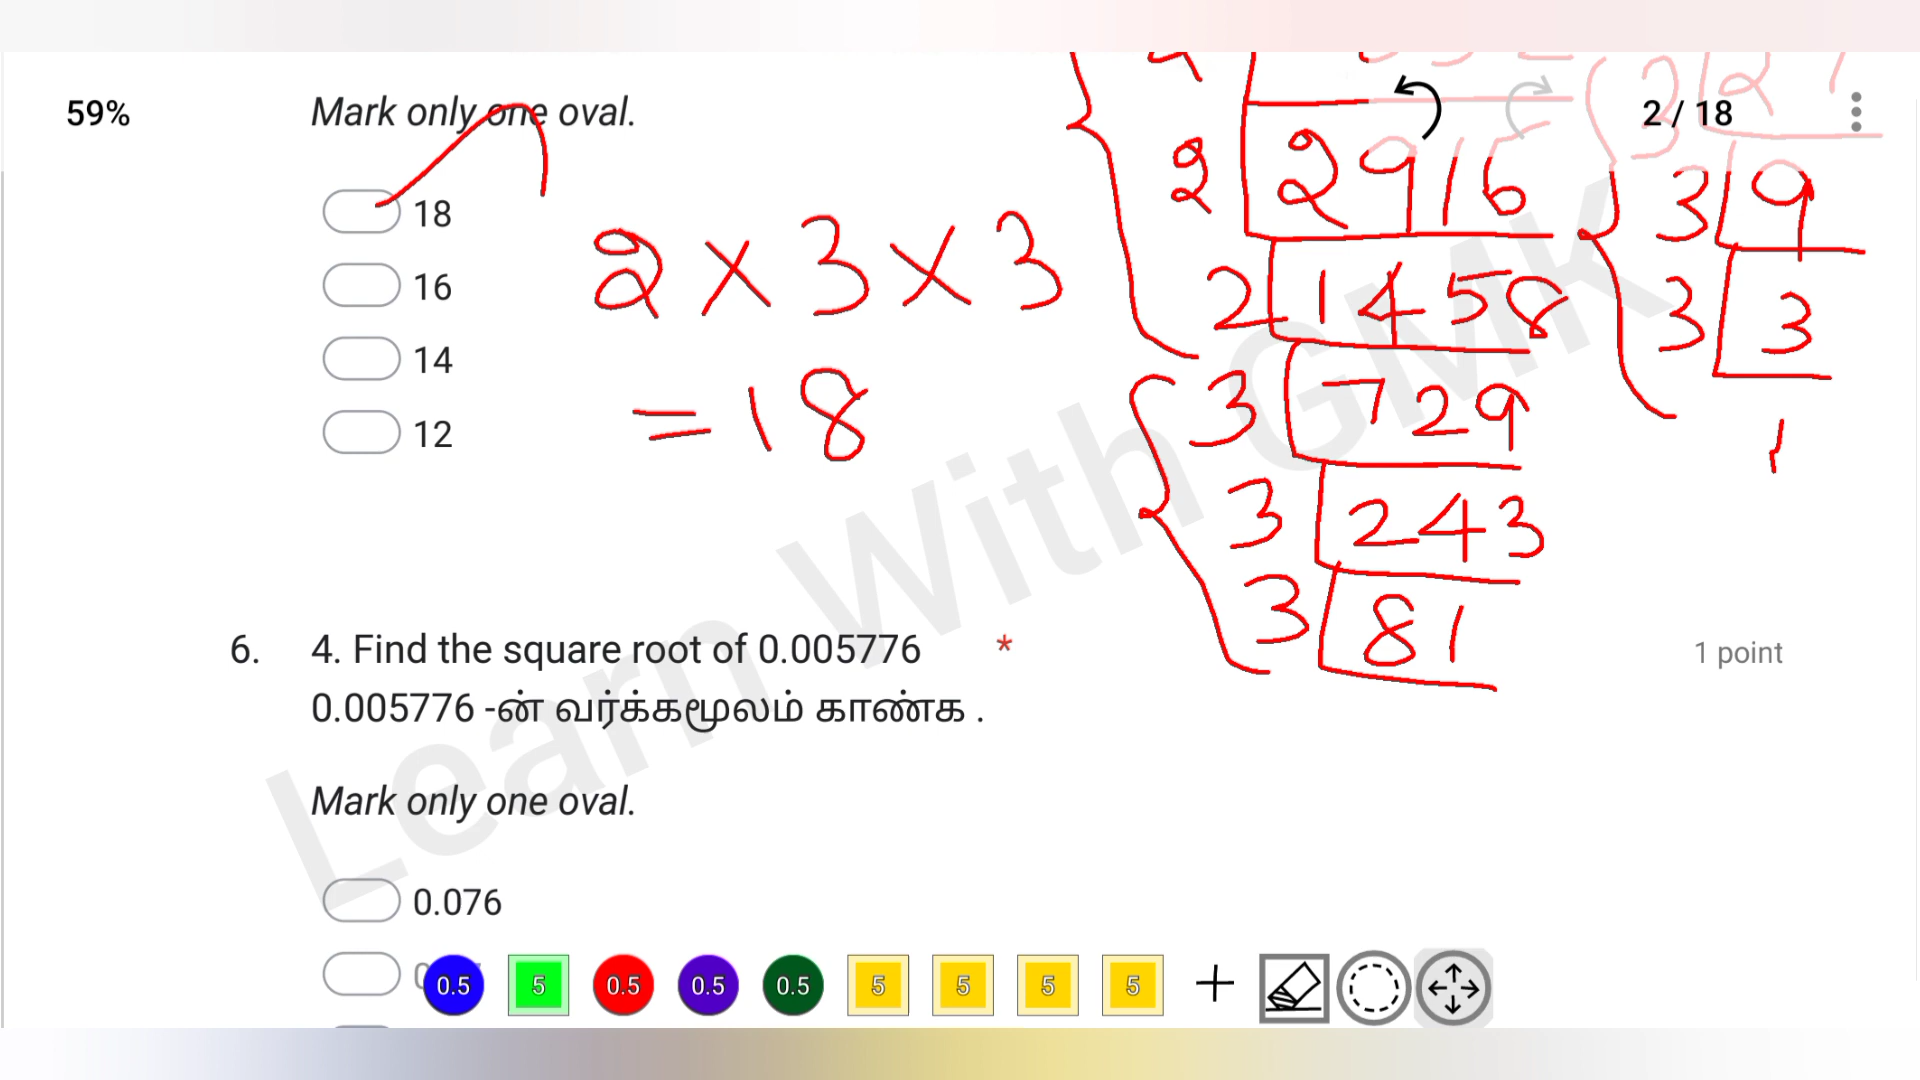 59%
Mark only one oval.
2 / 18
18
16
14
12
2 × 3 × 3
= 18
2 2916
2 1458
3 729
3 243
3 81
3 27
3 9
3 3
1
6. 4. Find the square root of 0.005776 *
1 point
0.005776 -ன் வர்க்கமூலம் காண்க .
Mark only one oval.
0.076
0.5 5 0.5 0.5 0.5 5 5 5 5 +
Learn With GMK